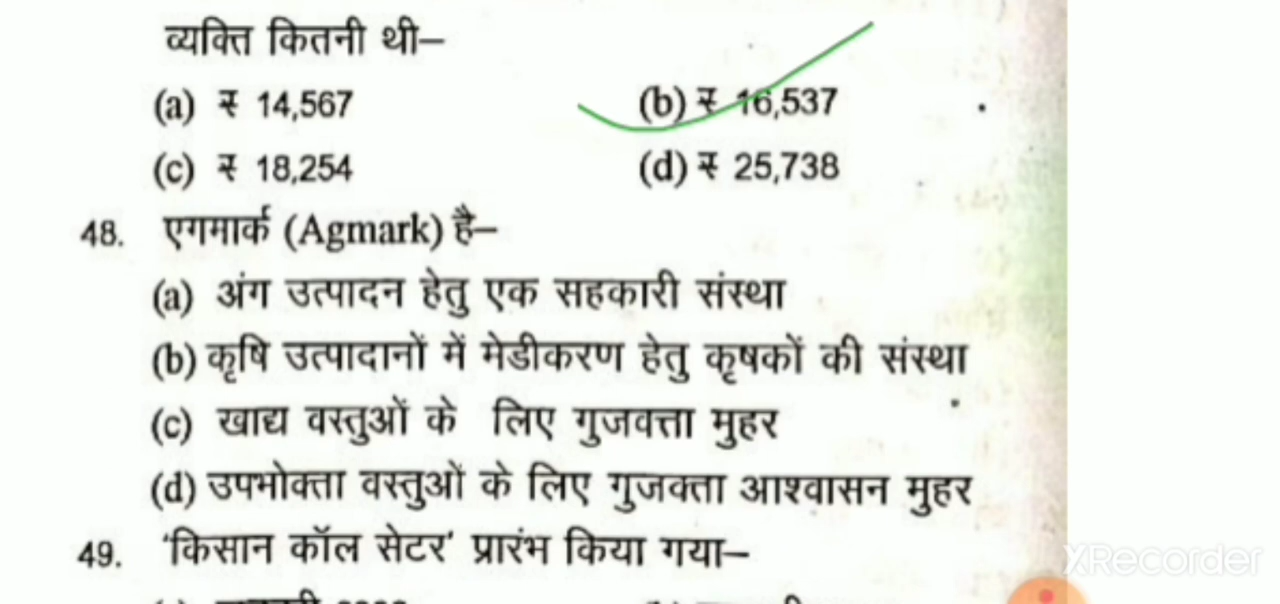 व्यक्ति कितनी थी–
(a) ₹ 14,567 (b) ₹ 16,537
(c) ₹ 18,254 (d) ₹ 25,738
48. एगमार्क (Agmark) है–
(a) अंग उत्पादन हेतु एक सहकारी संस्था
(b) कृषि उत्पादानों में मेडीकरण हेतु कृषकों की संस्था
(c) खाद्य वस्तुओं के लिए गुजवत्ता मुहर
(d) उपभोक्ता वस्तुओं के लिए गुजक्ता आश्वासन मुहर
49. 'किसान कॉल सेटर' प्रारंभ किया गया–
XRecorder